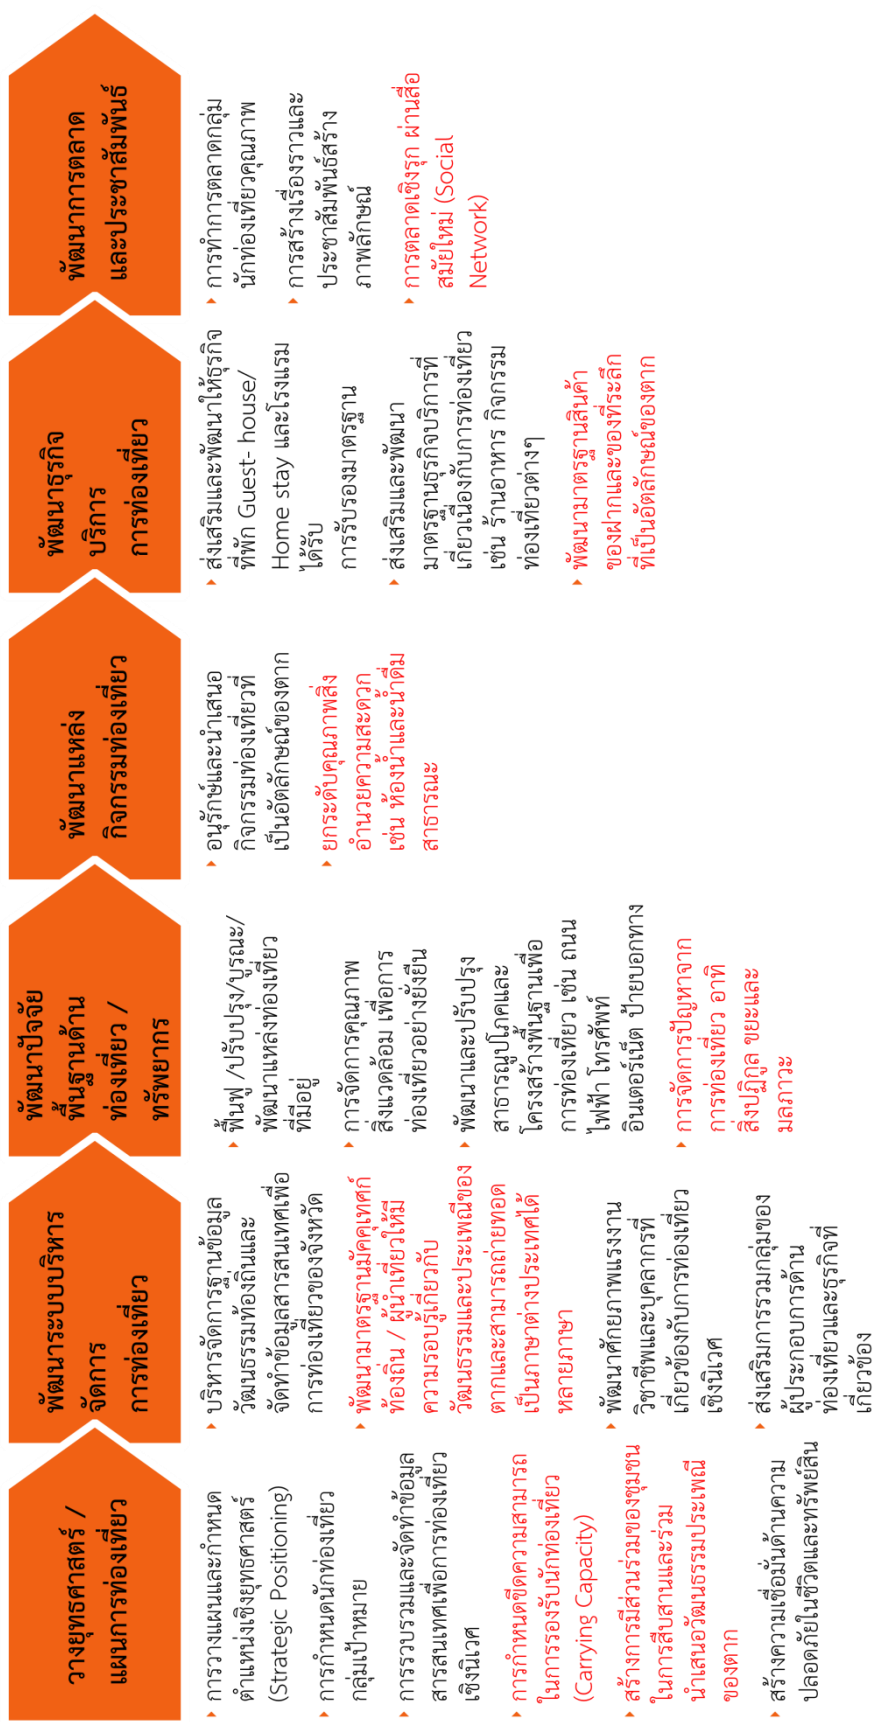 วางยุทธศาสตร์ /
แผนการท่องเที่ยว
การวางแผนและกำหนด
ตำแหน่งเชิงยุทธศาสตร์
(Strategic Positioning)
การกำหนดนักท่องเที่ยว
กลุ่มเป้าหมาย
การรวบรวมและจัดทำข้อมูล
สารสนเทศเพื่อการท่องเที่ยว
เชิงนิเวศ
การกำหนดขีดความสามารถ
ในการรองรับนักท่องเที่ยว
(Carrying Capacity)
สร้างการมีส่วนร่วมของชุมชน
ในการสืบสานและร่วม
นำเสนอวัฒนธรรมประเพณี
ของตาก
สร้างความเชื่อมั่นด้านความ
ปลอดภัยในชีวิตและทรัพย์สิน
พัฒนาระบบบริหาร
จัดการ
การท่องเที่ยว
บริหารจัดการฐานข้อมูล
วัฒนธรรมท้องถิ่นและ
จัดทำข้อมูลสารสนเทศเพื่อ
การท่องเที่ยวของจังหวัด
พัฒนามาตรฐานมัคคุเทศก์
ท้องถิ่น / ผู้นำเที่ยวให้มี
ความรอบรู้เกี่ยวกับ
วัฒนธรรมและประเพณีของ
ตากและสามารถถ่ายทอด
เป็นภาษาต่างประเทศได้
หลายภาษา
พัฒนาศักยภาพแรงงาน
วิชาชีพและบุคลากรที่
เกี่ยวข้องกับการท่องเที่ยว
เชิงนิเวศ
ส่งเสริมการรวมกลุ่มของ
ผู้ประกอบการด้าน
ท่องเที่ยวและธุรกิจที่
เกี่ยวข้อง
พัฒนาปัจจัย
พื้นฐานด้าน
ท่องเที่ยว /
ทรัพยากร
ฟื้นฟู /ปรับปรุง/บูรณะ/
พัฒนาแหล่งท่องเที่ยว
ที่มีอยู่
การจัดการคุณภาพ
สิ่งแวดล้อม เพื่อการ
ท่องเที่ยวอย่างยั่งยืน
พัฒนาและปรับปรุง
สาธารณูปโภคและ
โครงสร้างพื้นฐานเพื่อ
การท่องเที่ยว เช่น ถนน
ไฟฟ้า โทรศัพท์
อินเตอร์เน็ต ป้ายบอกทาง
การจัดการปัญหาจาก
การท่องเที่ยว อาทิ
สิ่งปฏิกูล ขยะและ
มลภาวะ
พัฒนาแหล่ง
กิจกรรมท่องเที่ยว
อนุรักษ์และนำเสนอ
กิจกรรมท่องเที่ยวที่
เป็นอัตลักษณ์ของตาก
ยกระดับคุณภาพสิ่ง
อำนวยความสะดวก
เช่น ห้องน้ำและน้ำดื่ม
สาธารณะ
พัฒนาธุรกิจ
บริการ
การท่องเที่ยว
ส่งเสริมและพัฒนาให้ธุรกิจ
ที่พัก Guest- house/
Home stay และโรงแรม
ได้รับ
การรับรองมาตรฐาน
ส่งเสริมและพัฒนา
มาตรฐานธุรกิจบริการที่
เกี่ยวเนื่องกับการท่องเที่ยว
เช่น ร้านอาหาร กิจกรรม
ท่องเที่ยวต่างๆ
พัฒนามาตรฐานสินค้า
ของฝากและของที่ระลึก
ที่เป็นอัตลักษณ์ของตาก
พัฒนาการตลาด
และประชาสัมพันธ์
การทำการตลาดกลุ่ม
นักท่องเที่ยวคุณภาพ
การสร้างเรื่องราวและ
ประชาสัมพันธ์สร้าง
ภาพลักษณ์
การตลาดเชิงรุก ผ่านสื่อ
สมัยใหม่ (Social
Network)